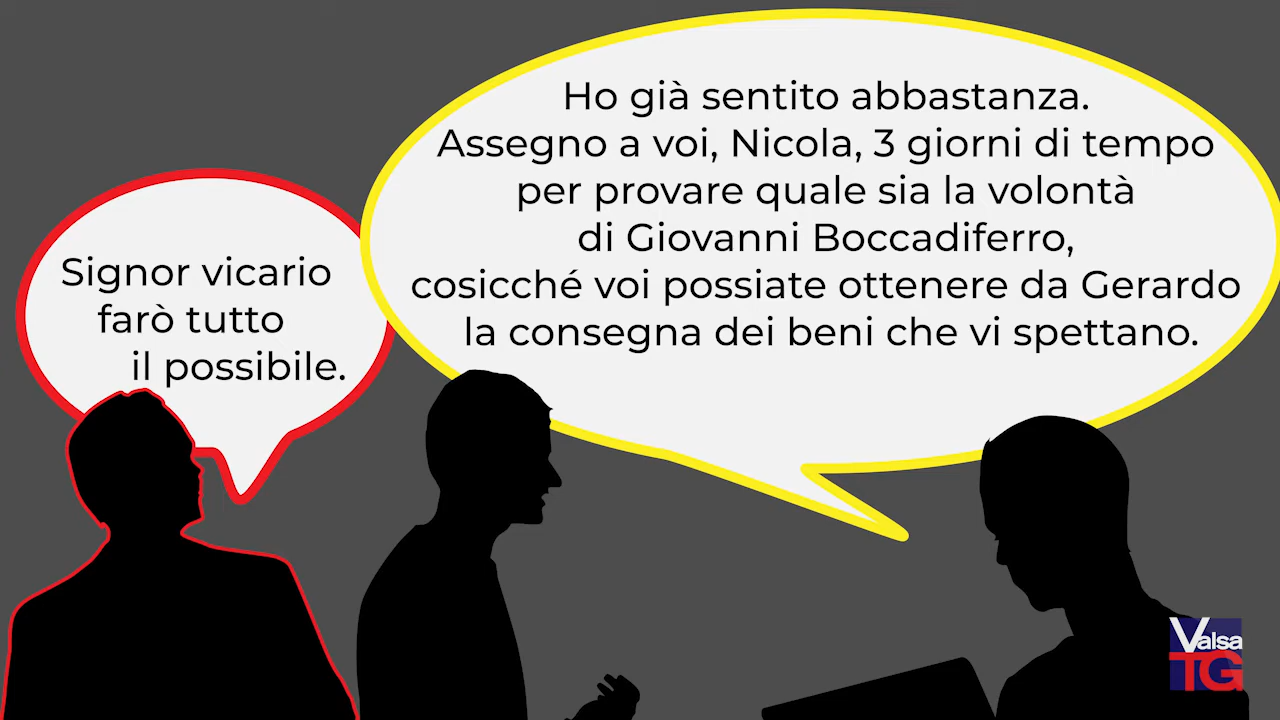 Ho già sentito abbastanza.
Assegno a voi, Nicola, 3 giorni di tempo
per provare quale sia la volontà
di Giovanni Boccadiferro,
cosicché voi possiate ottenere da Gerardo
la consegna dei beni che vi spettano.
Signor vicario
farò tutto
il possibile.
Valsa
TG